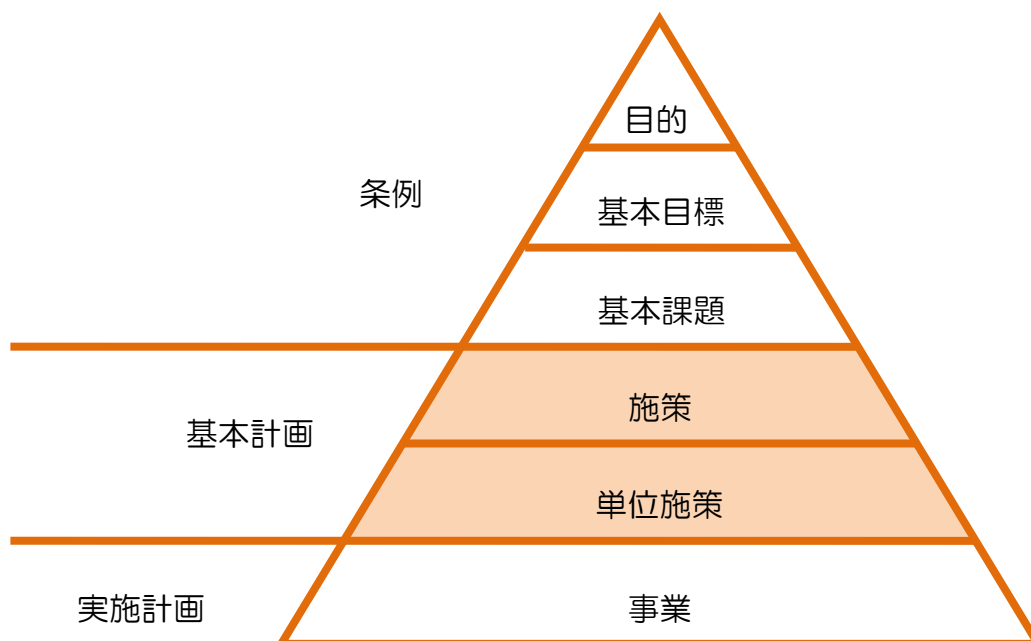 目的
条例
基本目標
基本課題
施策
基本計画
単位施策
実施計画
事業